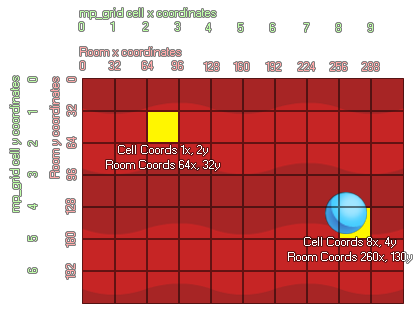 mp_grid cell x coordinates
0 1 2 3 5 6 7 8 9
Room x coordinates
0 32 64 96 128 160 192 224 256 288
mp_grid cell y coordinates
0 1 2 3 4 5 6
Room y coordinates
0 32 64 96 128 160 192
Cell Coords 1x, 2y
Room Coords 64x, 32y
Cell Coords 8x, 4y
Room Coords 260x, 130y